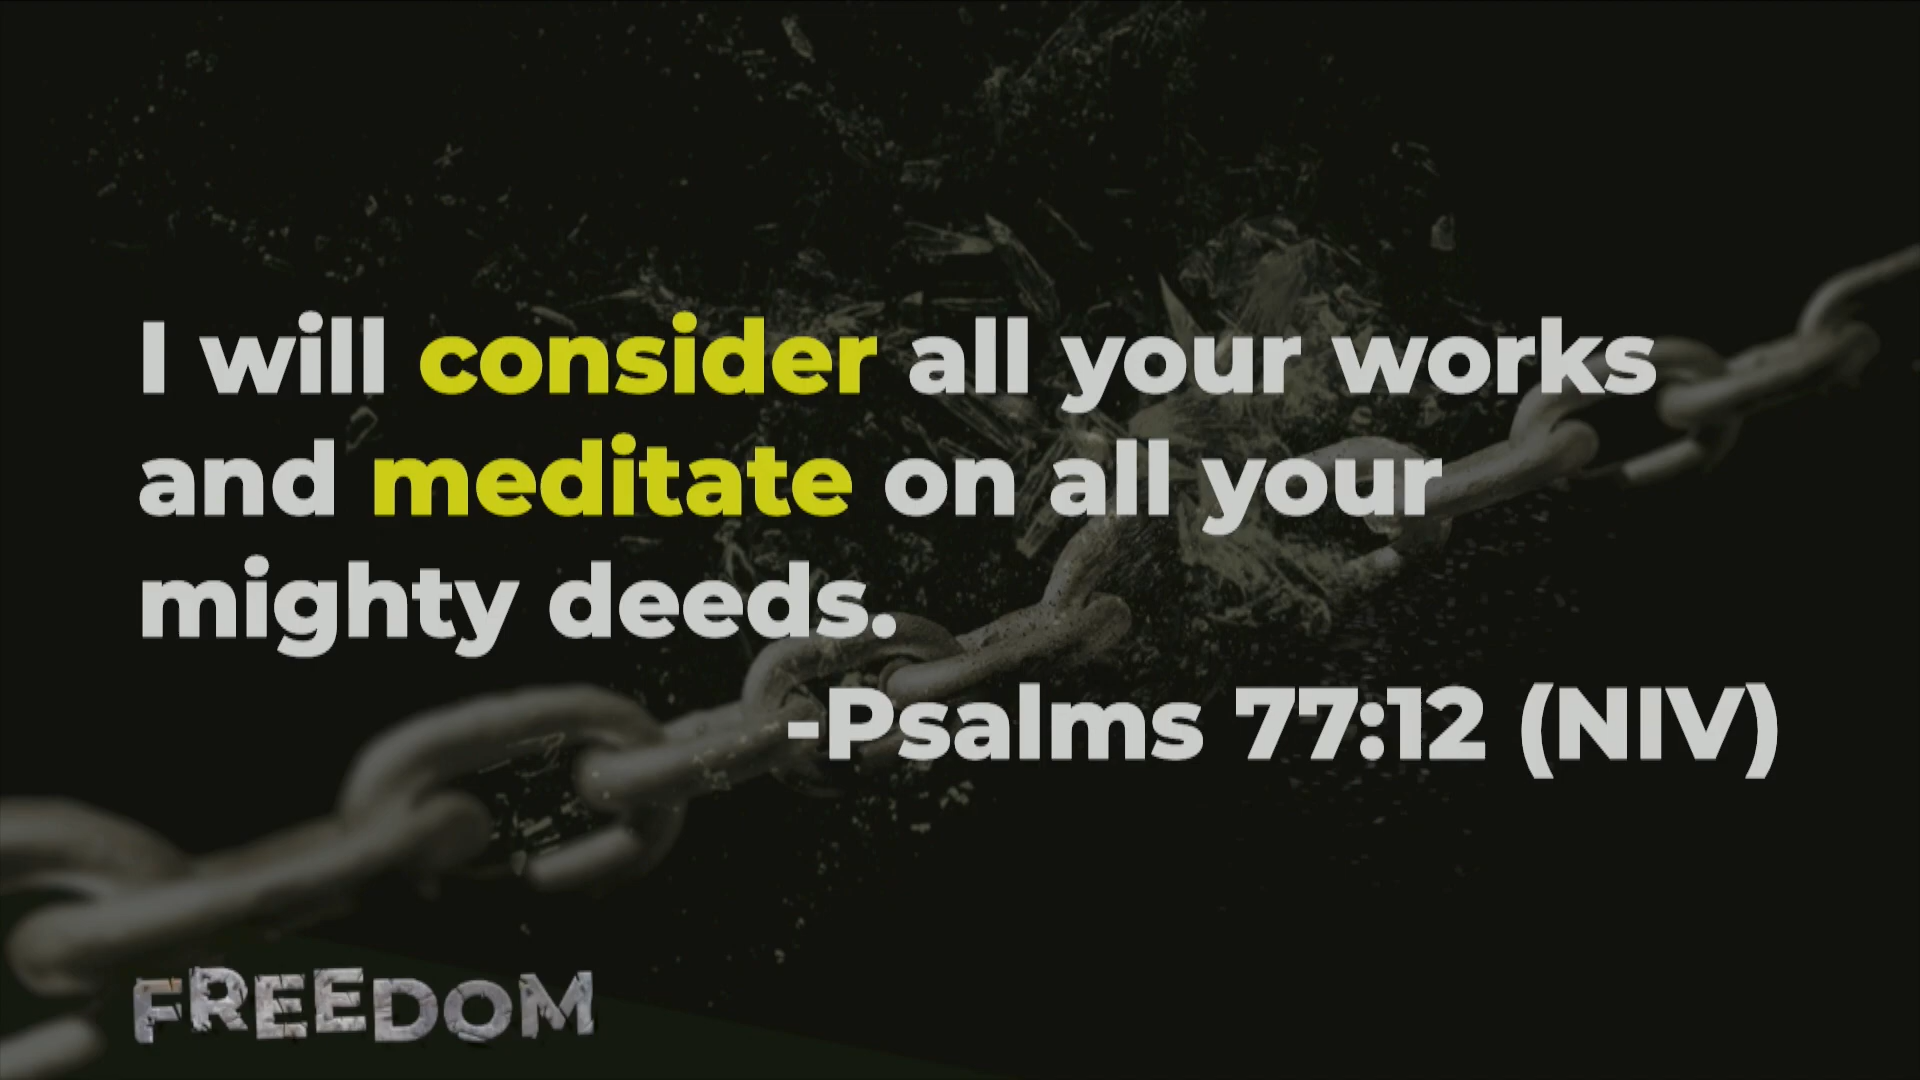 I will consider all your works
and meditate on all your
mighty deeds.
-Psalms 77:12 (NIV)
FREEDOM